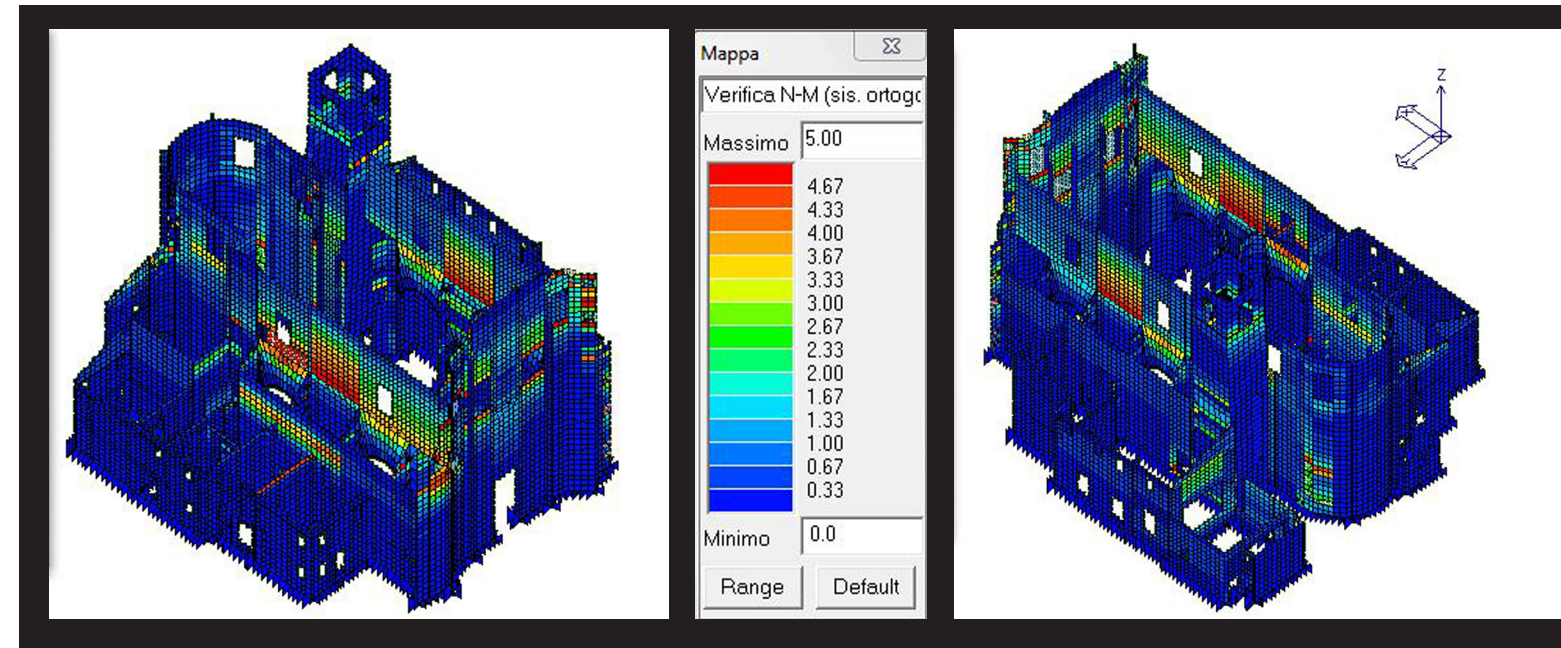 Mappa
Verifica N-M (sis. ortogo
Massimo 5.00
4.67
4.33
4.00
3.67
3.33
3.00
2.67
2.33
2.00
1.67
1.33
1.00
0.67
0.33
Minimo 0.0
Range Default
Z